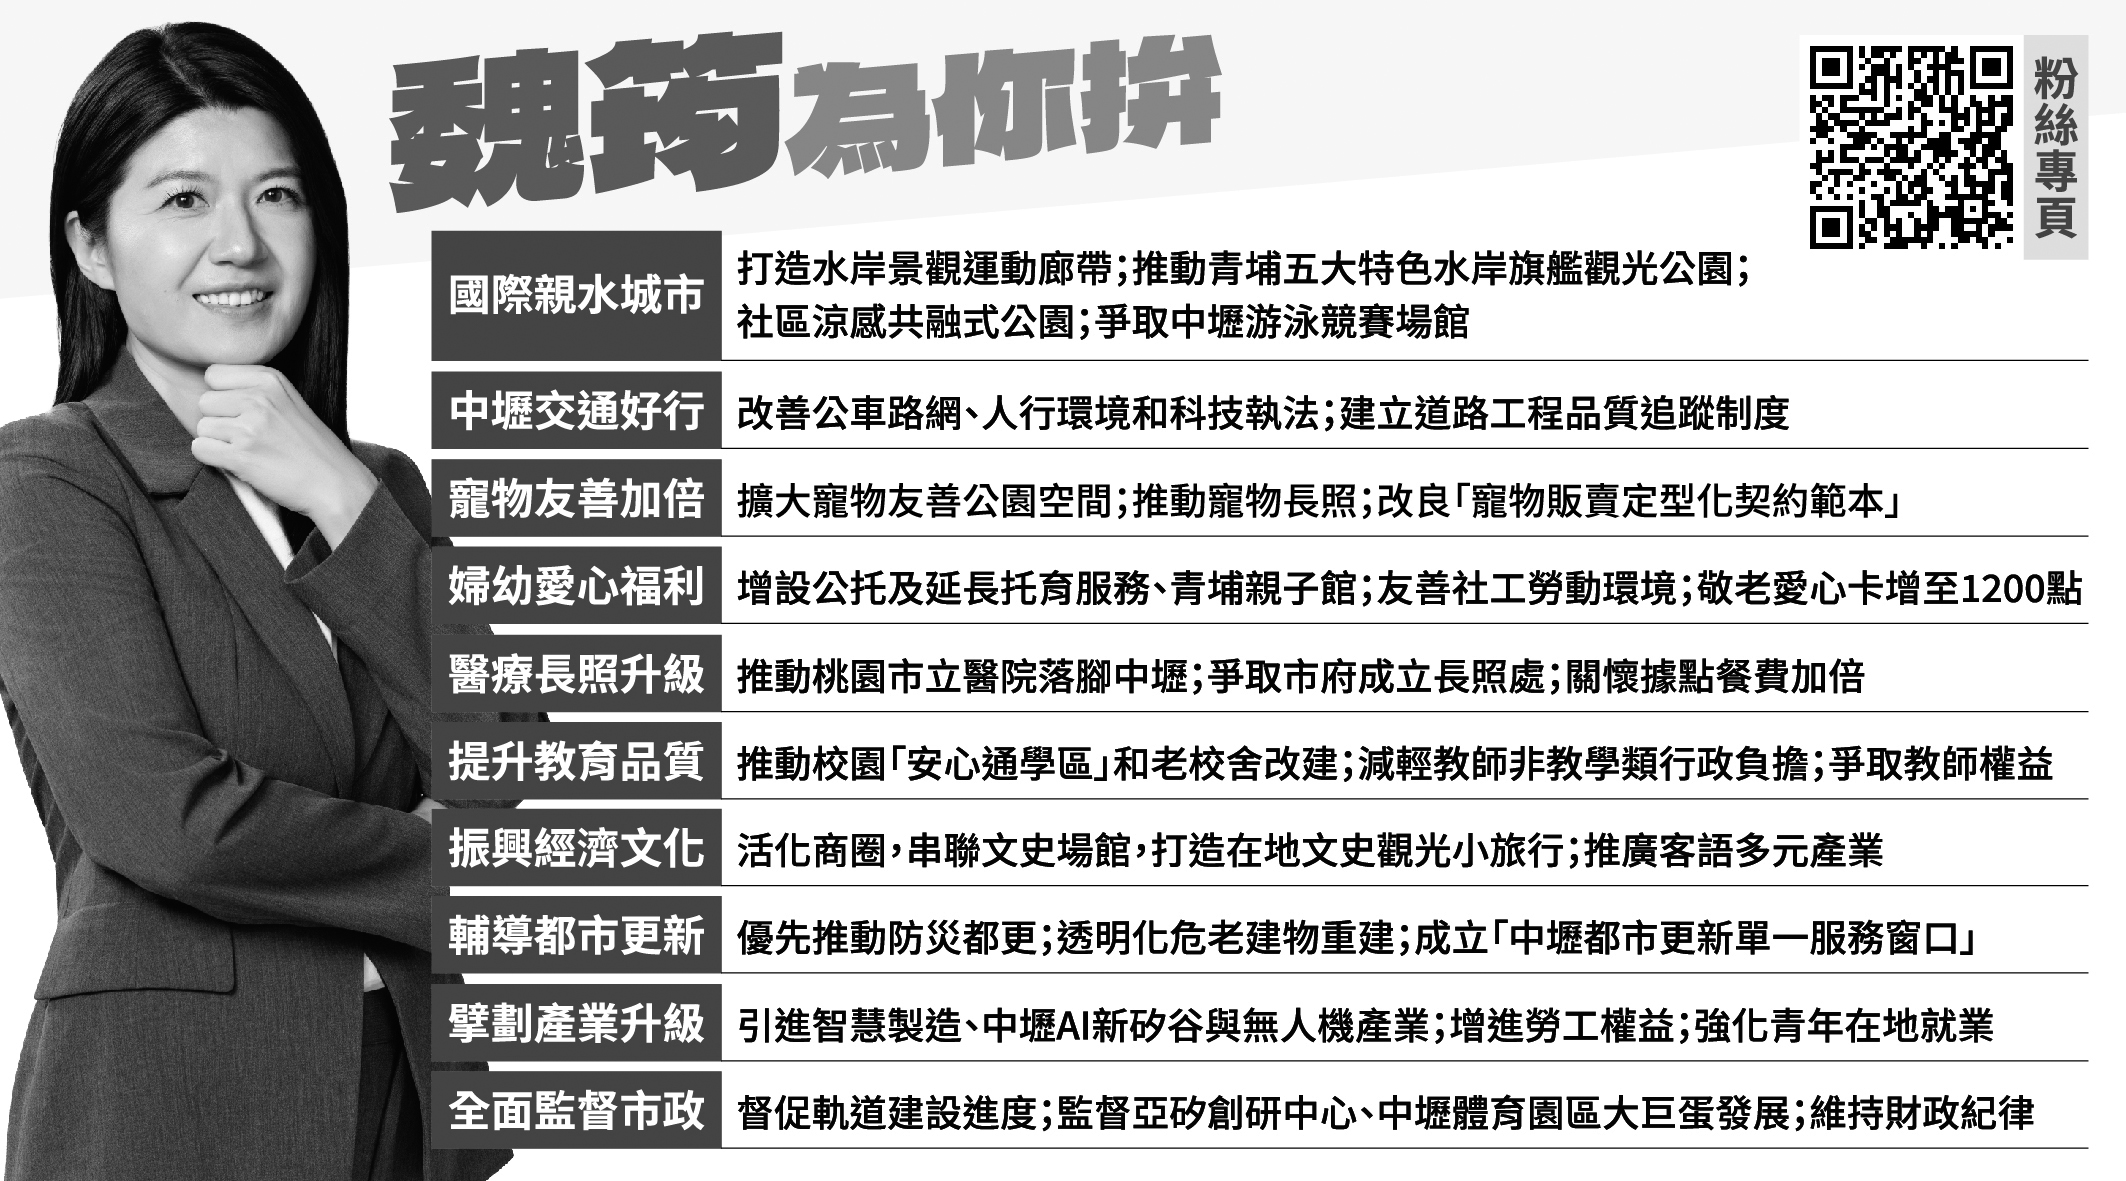 魏筠為你拚
粉絲專頁
國際親水城市
打造水岸景觀運動廊帶；推動青埔五大特色水岸旗艦觀光公園；
社區涼感共融式公園；爭取中壢游泳競賽場館
中壢交通好行
改善公車路網、人行環境和科技執法；建立道路工程品質追蹤制度
寵物友善加倍
擴大寵物友善公園空間；推動寵物長照；改良「寵物販賣定型化契約範本」
婦幼愛心福利
增設公托及延長托育服務、青埔親子館；友善社工勞動環境；敬老愛心卡增至1200點
醫療長照升級
推動桃園市立醫院落腳中壢；爭取市府成立長照處；關懷據點餐費加倍
提升教育品質
推動校園「安心通學區」和老校舍改建；減輕教師非教學類行政負擔；爭取教師權益
振興經濟文化
活化商圈，串聯文史場館，打造在地文史觀光小旅行；推廣客語多元產業
輔導都市更新
優先推動防災都更；透明化危老建物重建；成立「中壢都市更新單一服務窗口」
擘劃產業升級
引進智慧製造、中壢AI新矽谷與無人機產業；增進勞工權益；強化青年在地就業
全面監督市政
督促軌道建設進度；監督亞矽創研中心、中壢體育園區大巨蛋發展；維持財政紀律